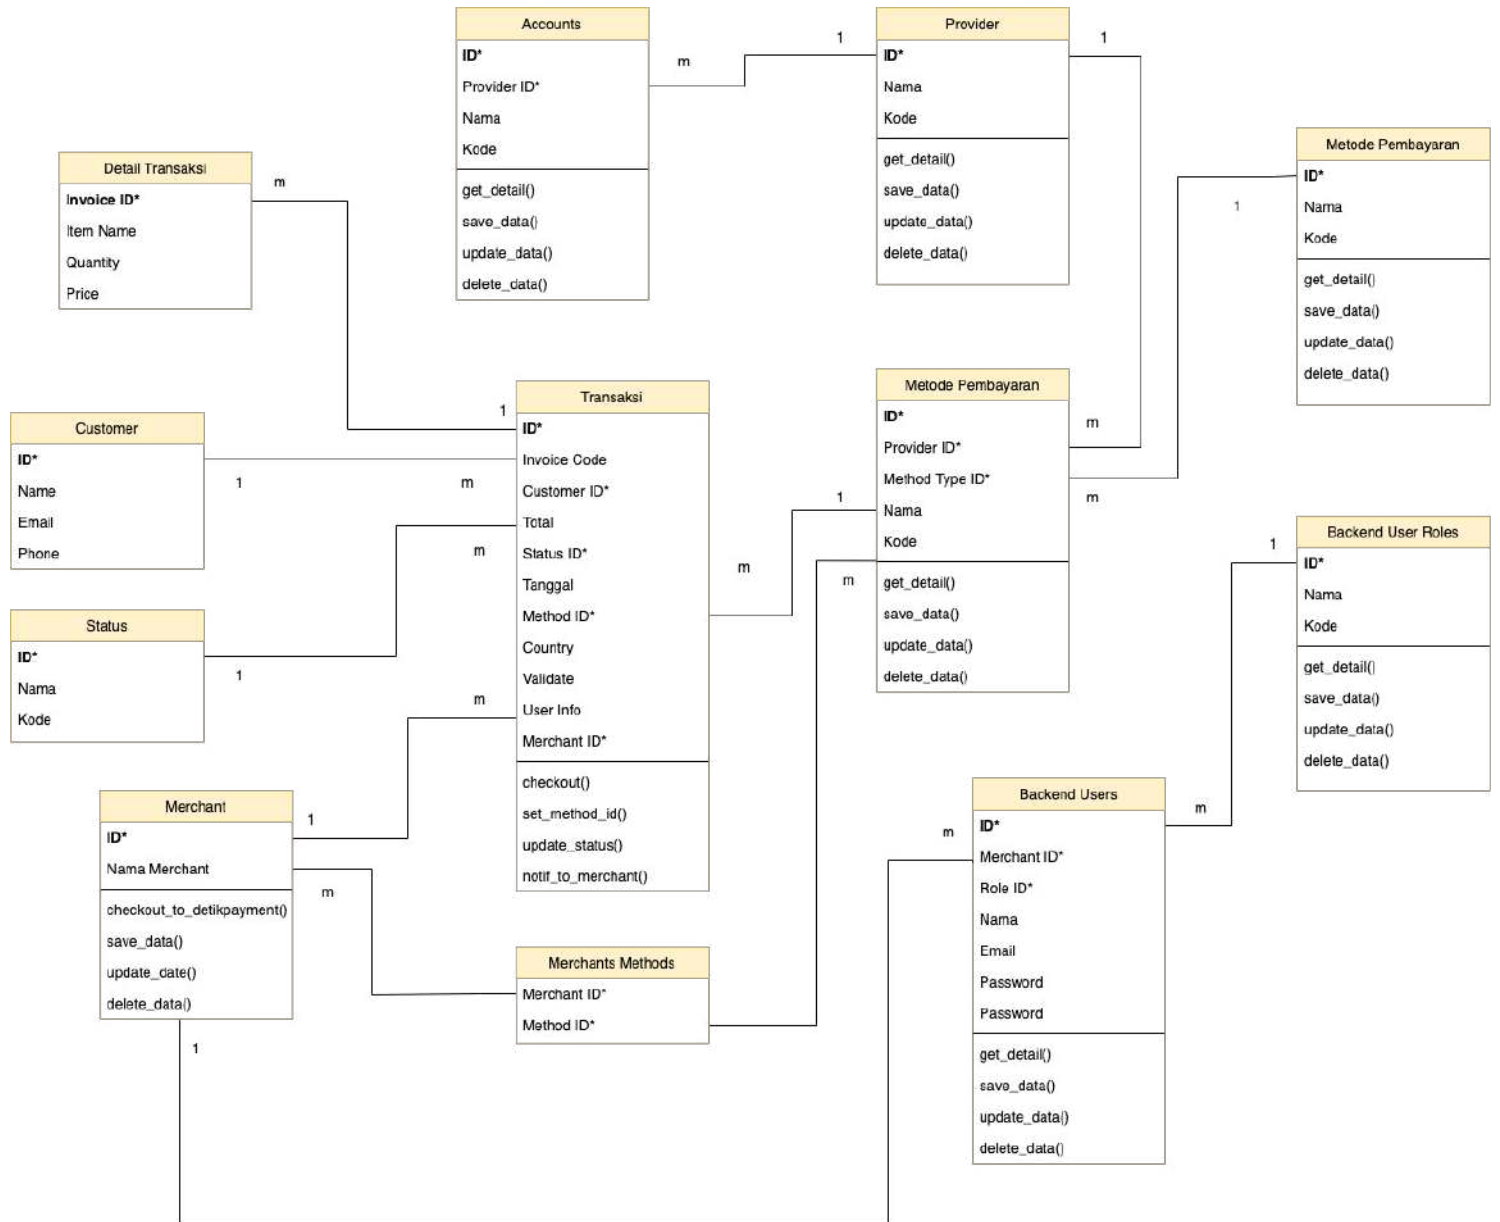 Accounts
ID*
Provider ID*
Nama
Kode
get_detail()
save_data()
update_data()
delete_data()
m
1
Provider
ID*
Nama
Kode
get_detail()
save_data()
update_data()
delete_data()
1
Metode Pembayaran
ID*
Nama
Kode
get_detail()
save_data()
update_data()
delete_data()
1
Detail Transaksi
Invoice ID*
Item Name
Quantity
Price
m
1
Customer
ID*
Name
Email
Phone
1
m
Status
ID*
Nama
Kode
1
m
Transaksi
ID*
Invoice Code
Customer ID*
Total
Status ID*
Tanggal
Method ID*
Country
Validate
User Info
Merchant ID*
checkout()
set_method_id()
update_status()
notif_to_merchant()
m
1
Metode Pembayaran
ID*
Provider ID*
Method Type ID*
Nama
Kode
get_detail()
save_data()
update_data()
delete_data()
m
m
m
Backend User Roles
ID*
Nama
Kode
get_detail()
save_data()
update_data()
delete_data()
1
m
Merchant
ID*
Nama Merchant
checkout_to_detikpayment()
save_data()
update_date()
delete_data()
1
m
m
1
Merchants Methods
Merchant ID*
Method ID*
Backend Users
ID*
Merchant ID*
Role ID*
Nama
Email
Password
Password
get_detail()
save_data()
update_data()
delete_data()
m